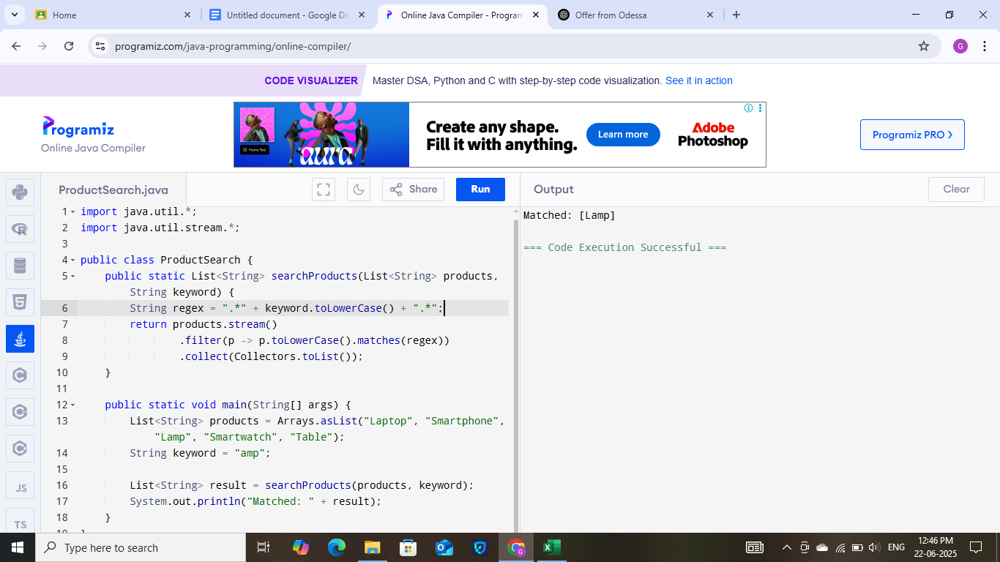 Home
Untitled document - Google Do
Online Java Compiler - Program
Offer from Odessa
programiz.com/java-programming/online-compiler/
G
CODE VISUALIZER
Master DSA, Python and C with step-by-step code visualization. See it in action
Programiz
Online Java Compiler
Frame Tool
aura
Create any shape.
Fill it with anything.
Learn more
Adobe
Photoshop
Programiz PRO
ProductSearch.java
Share
Run
Output
Clear
1 import java.util.*;
2 import java.util.stream.*;
3
4 public class ProductSearch {
5 public static List<String> searchProducts(List<String> products,
String keyword) {
6 String regex = ".*" + keyword.toLowerCase() + ".*";
7 return products.stream()
8 .filter(p -> p.toLowerCase().matches(regex))
9 .collect(Collectors.toList());
10 }
11
12 public static void main(String[] args) {
13 List<String> products = Arrays.asList("Laptop", "Smartphone",
"Lamp", "Smartwatch", "Table");
14 String keyword = "amp";
15
16 List<String> result = searchProducts(products, keyword);
17 System.out.println("Matched: " + result);
18 }
19 }
Matched: [Lamp]
=== Code Execution Successful ===
R
5
C
C
C
JS
TS
Type here to search
G
ENG
12:46 PM
22-06-2025